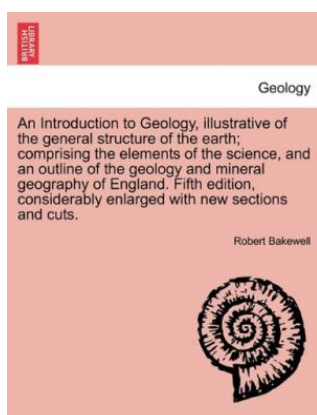 BRITISH
LIBRARY
Geology
An Introduction to Geology, illustrative of
the general structure of the earth;
comprising the elements of the science, and
an outline of the geology and mineral
geography of England. Fifth edition,
considerably enlarged with new sections
and cuts.
Robert Bakewell